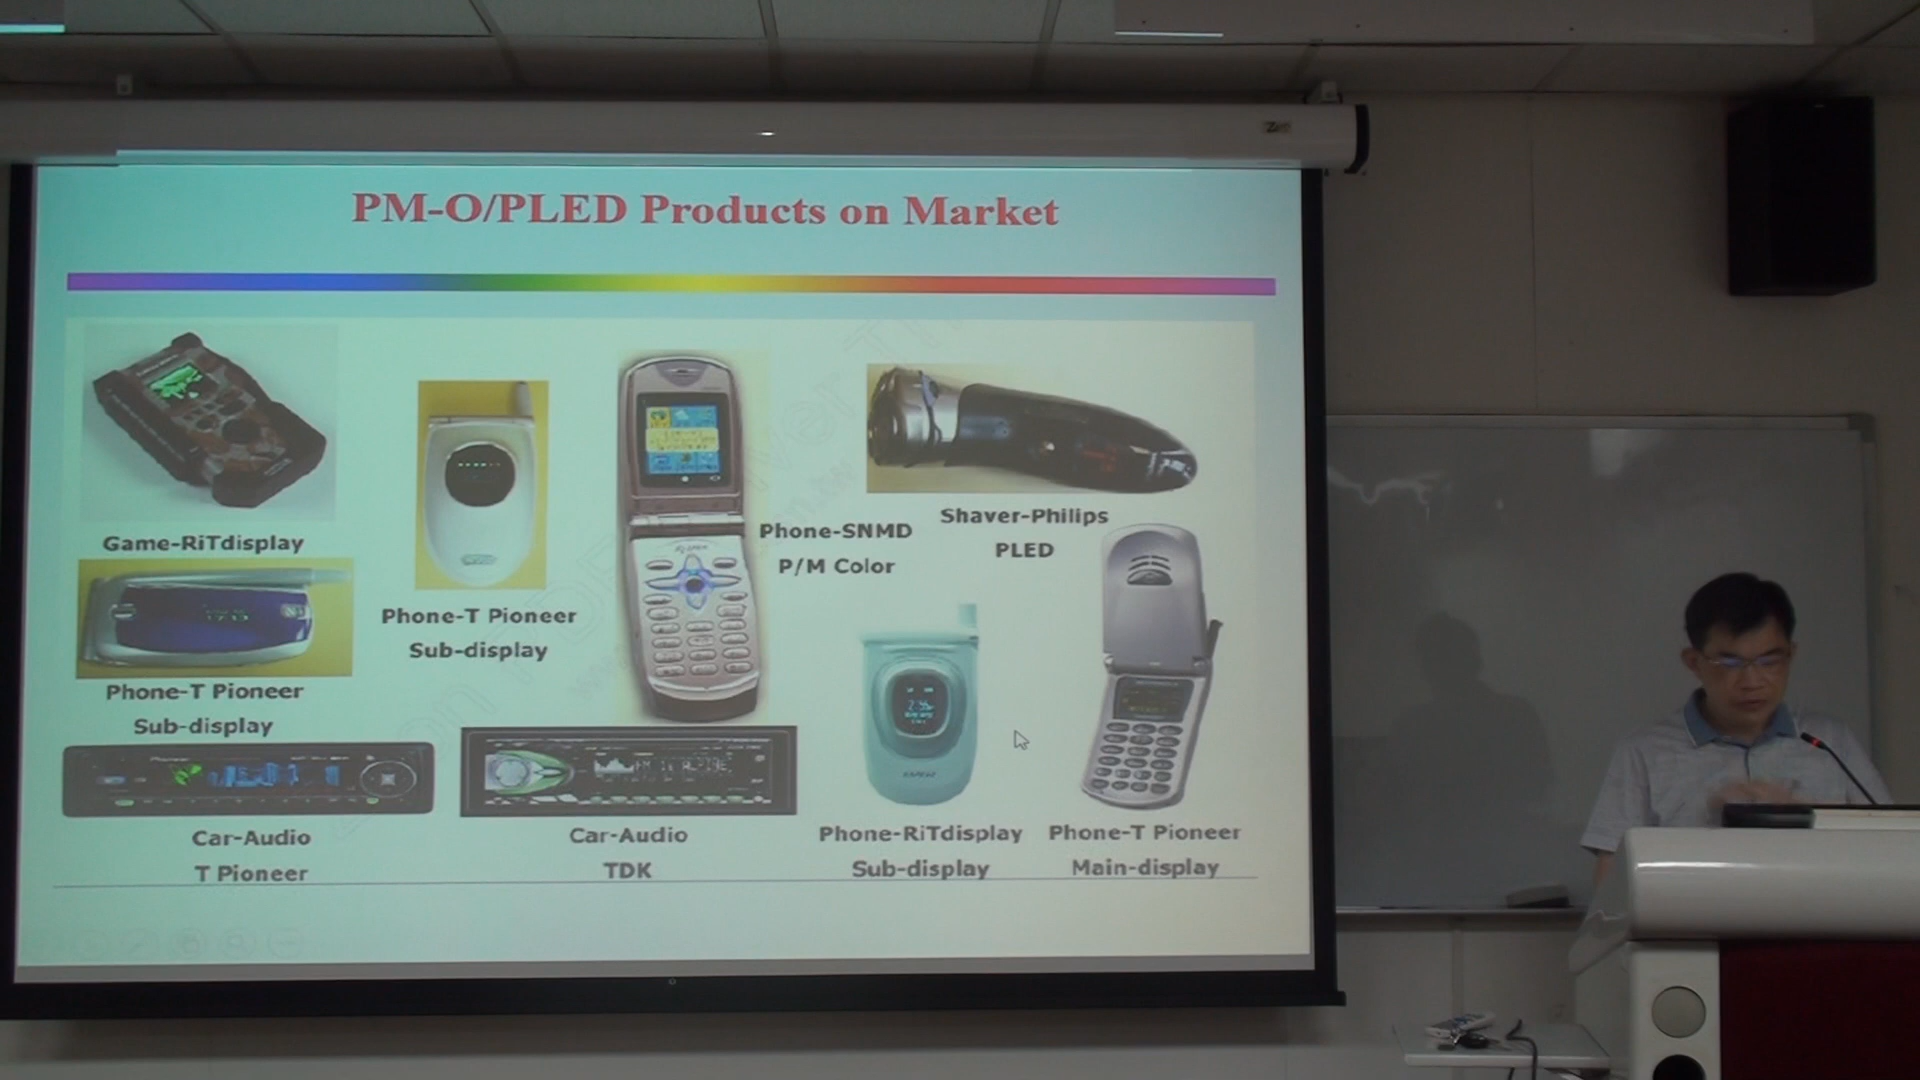 PM-O/PLED Products on Market
Game-RiTdisplay
Phone-T Pioneer
Sub-display
Phone-SNMD
P/M Color
Shaver-Philips
PLED
Phone-T Pioneer
Sub-display
Car-Audio
T Pioneer
Car-Audio
TDK
Phone-RiTdisplay
Sub-display
Phone-T Pioneer
Main-display